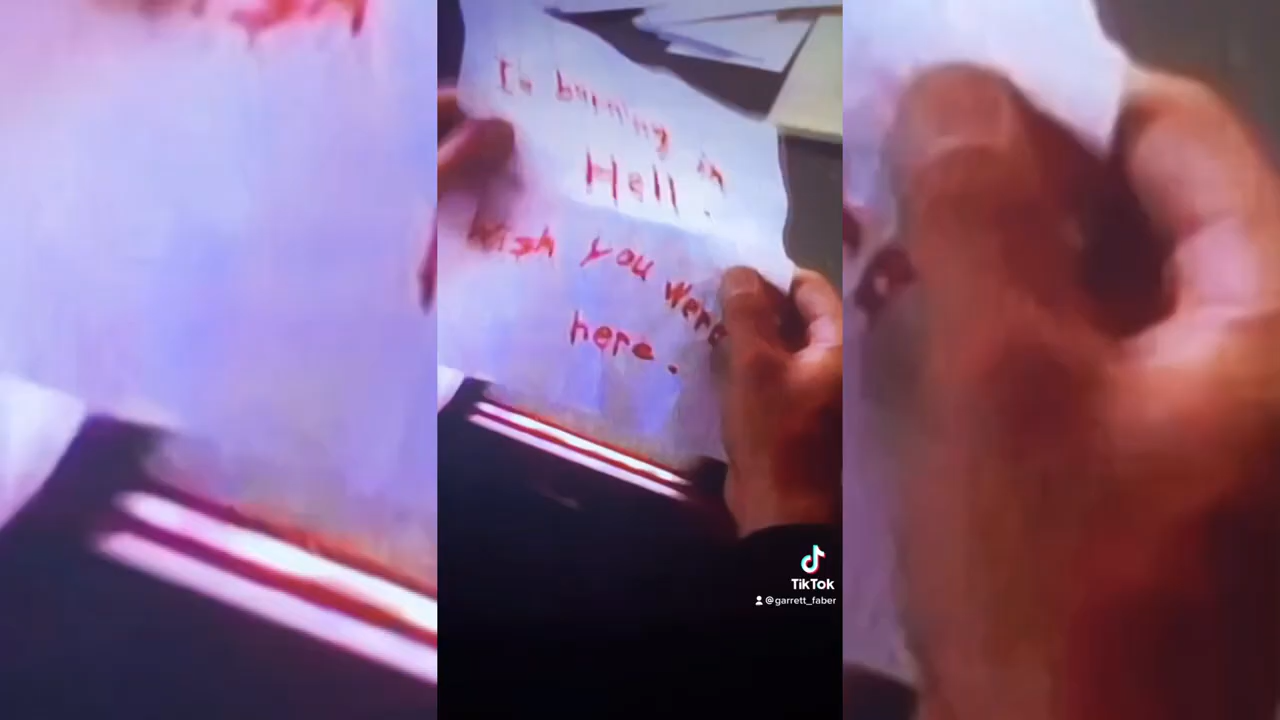 I'm burning in
Hell.
Wish you were
here.
TikTok
@garrett_faber